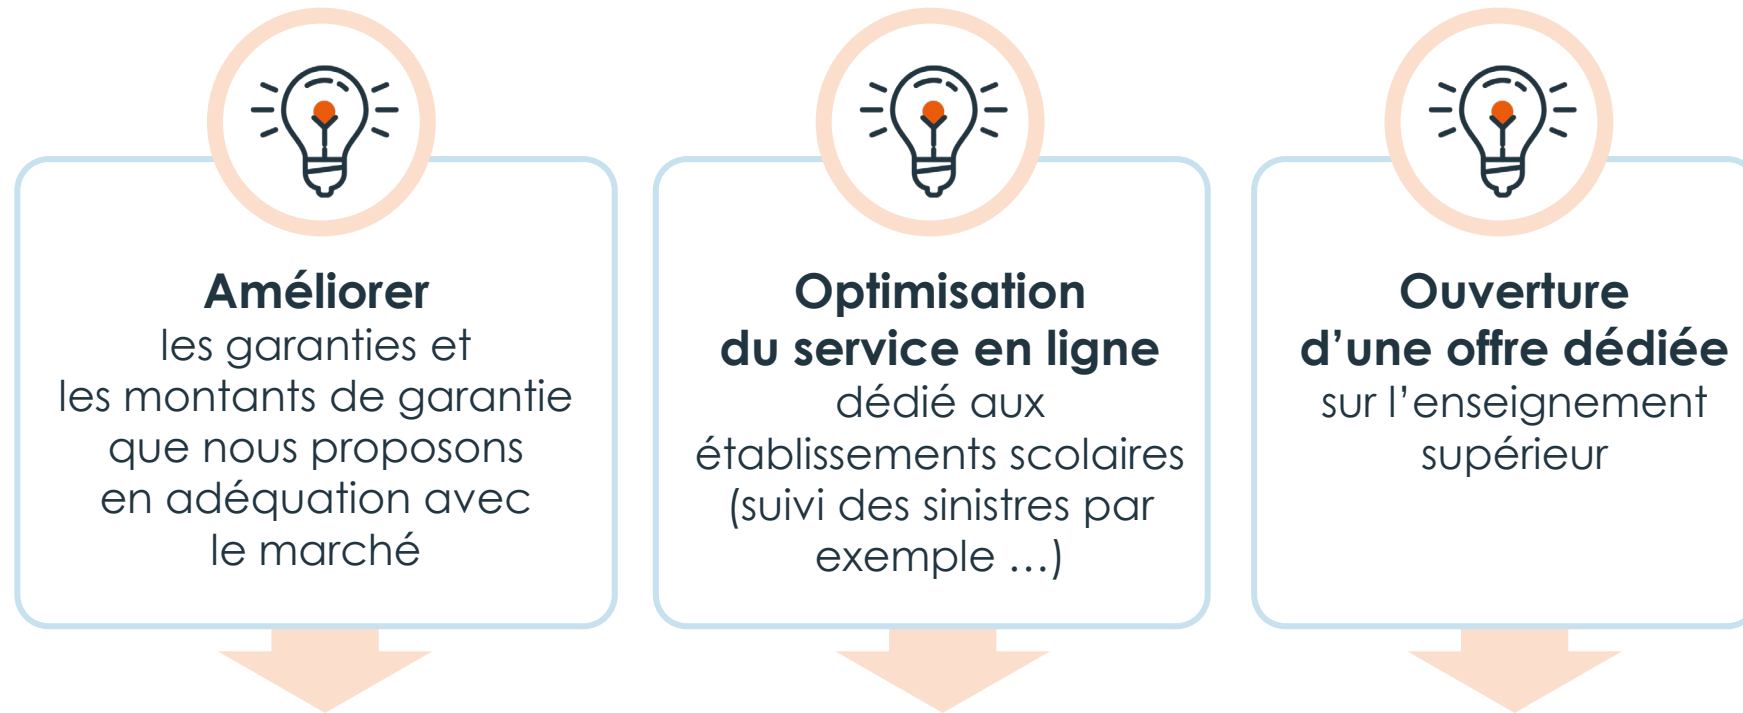 Améliorer
les garanties et
les montants de garantie
que nous proposons
en adéquation avec
le marché
Optimisation
du service en ligne
dédié aux
établissements scolaires
(suivi des sinistres par
exemple …)
Ouverture
d’une offre dédiée
sur l’enseignement
supérieur